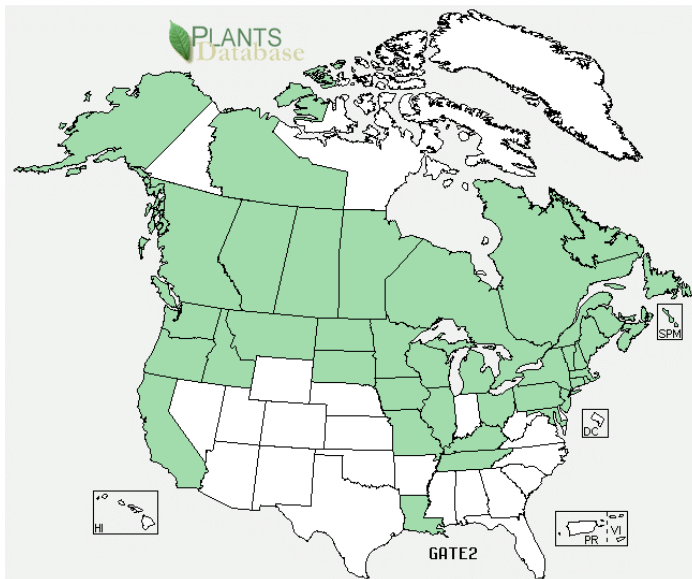 PLANTS
Database
SPM
DC
HI
PR
VI
GATE2